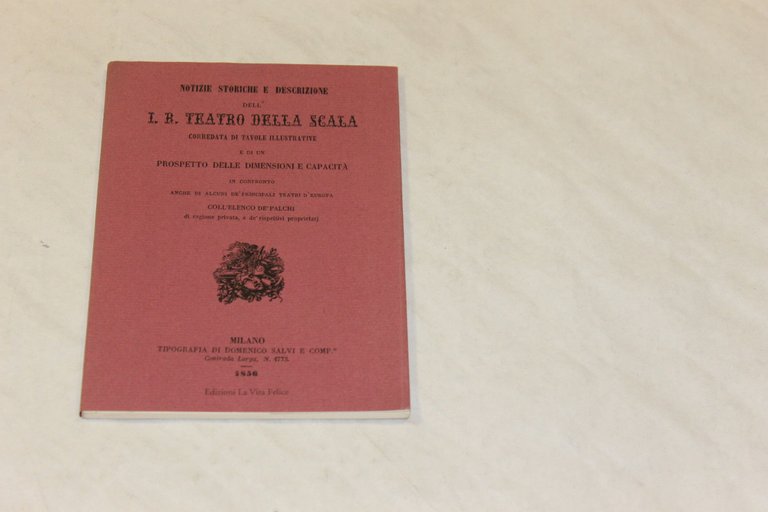 NOTIZIE STORICHE E DESCRIZIONE
DELL'
I. R. TEATRO DELLA SCALA
CORREDATA DI TAVOLE ILLUSTRATIVE
E DI UN
PROSPETTO DELLE DIMENSIONI E CAPACITÀ
IN CONFRONTO
ANCHE DI ALCUNI DE' PRINCIPALI TEATRI D'EUROPA
COLL'ELENCO DE' PALCHI
di ragione privata, e de' rispettivi proprietarj
MILANO
TIPOGRAFIA DI DOMENICO SALVI E COMP.°
Contrada Larga, N. 4773.
1856
Edizioni La Vita Felice